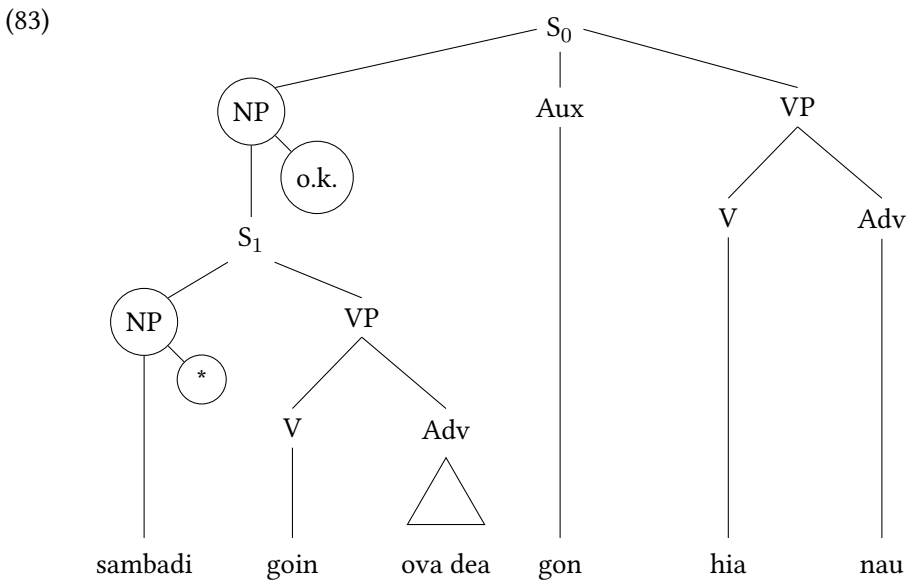 (83)
S₀
NP Aux VP
o.k.
V Adv
S₁
NP VP
*
V Adv
sambadi goin ova dea gon hia nau